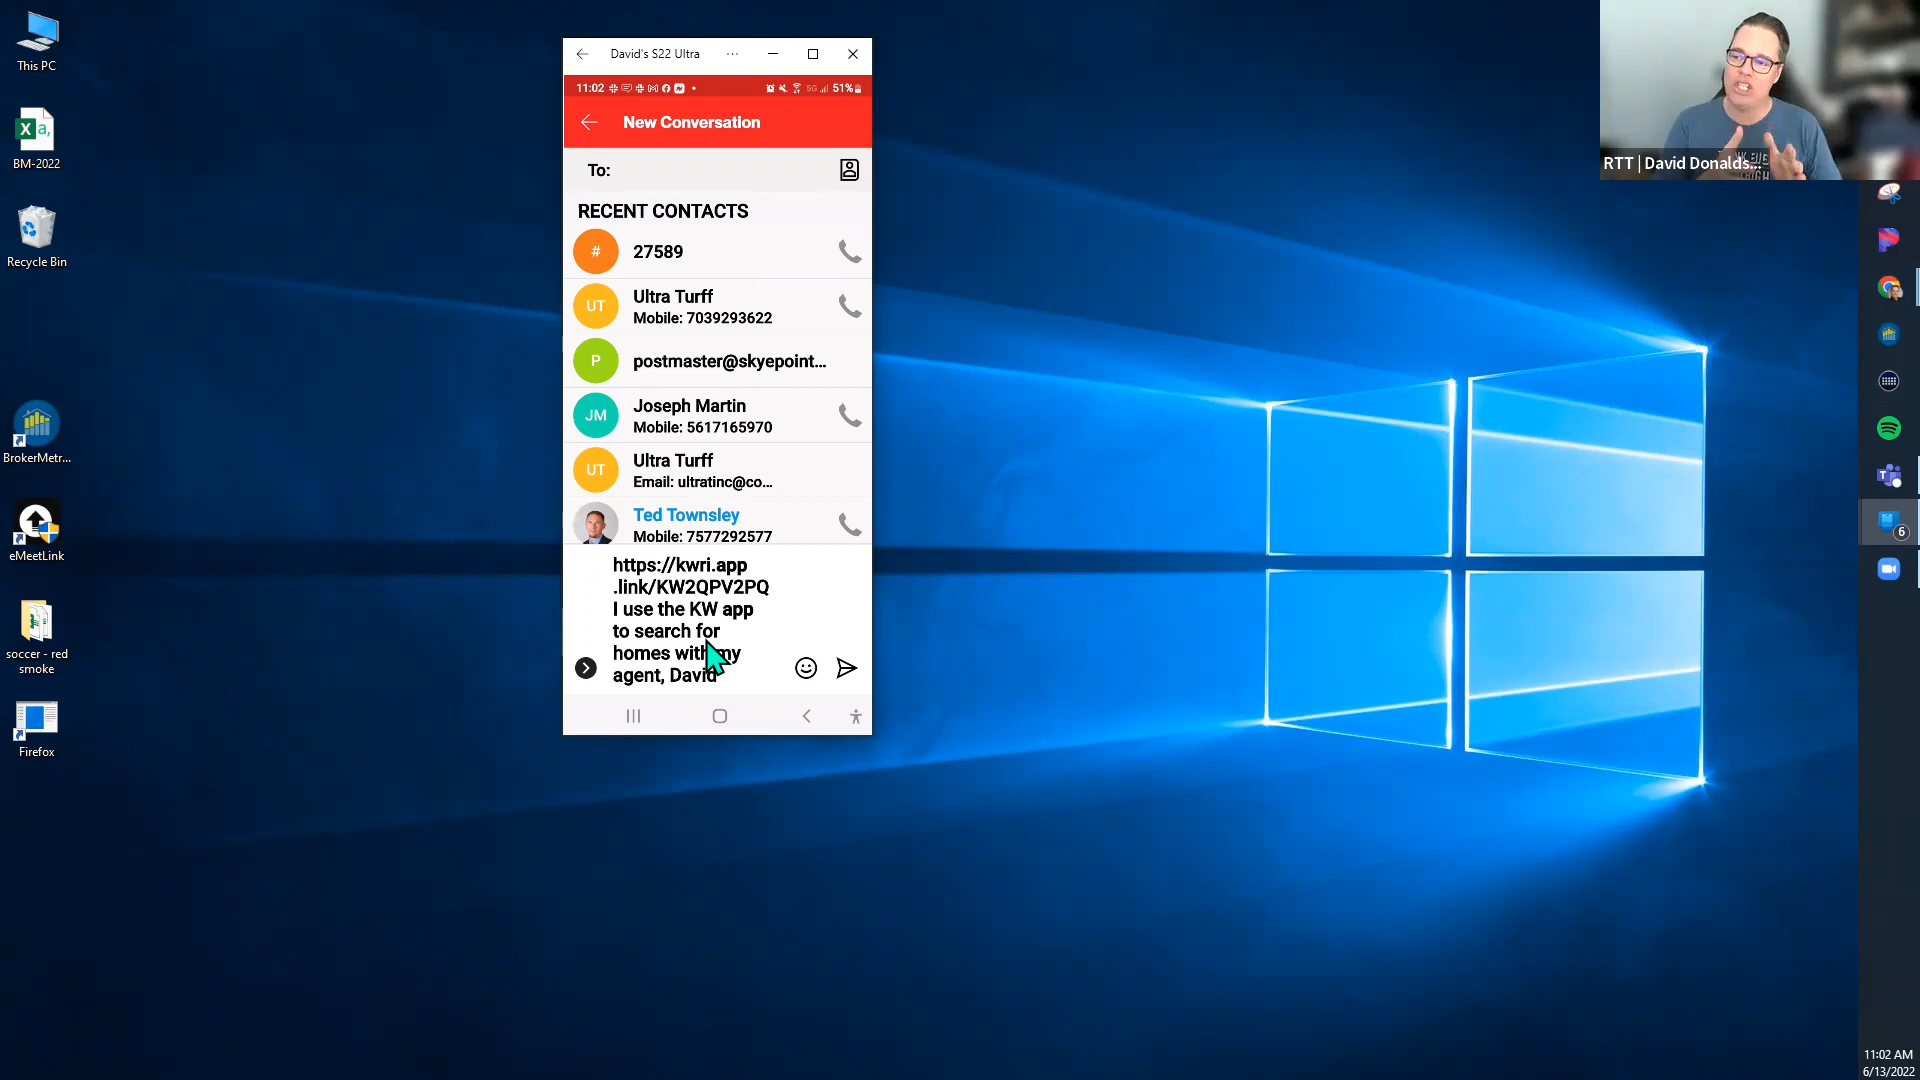 This PC
BM-2022
Recycle Bin
BrokerMetr...
eMeetLink
soccer - red
smoke
Firefox
David's S22 Ultra
11:02
5G
51%
New Conversation
To:
RECENT CONTACTS
#
27589
UT
Ultra Turff
Mobile: 7039293622
P
postmaster@skyepoint...
JM
Joseph Martin
Mobile: 5617165970
UT
Ultra Turff
Email: ultratinc@co...
Ted Townsley
Mobile: 7577292577
https://kwri.app
.link/KW2QPV2PQ
I use the KW app
to search for
homes with my
agent, David
RTT | David Donalds...
6
11:02 AM
6/13/2022